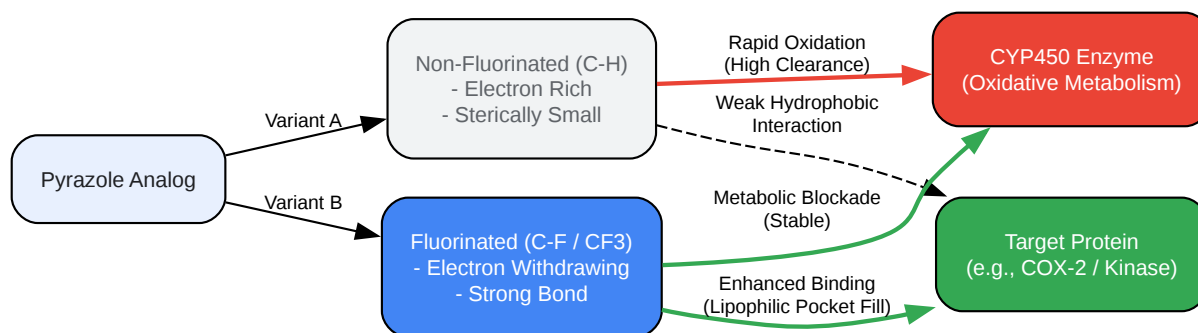 Pyrazole Analog
Variant A
Variant B
Non-Fluorinated (C-H)
- Electron Rich
- Sterically Small
Fluorinated (C-F / CF3)
- Electron Withdrawing
- Strong Bond
Rapid Oxidation
(High Clearance)
Weak Hydrophobic
Interaction
Metabolic Blockade
(Stable)
Enhanced Binding
(Lipophilic Pocket Fill)
CYP450 Enzyme
(Oxidative Metabolism)
Target Protein
(e.g., COX-2 / Kinase)